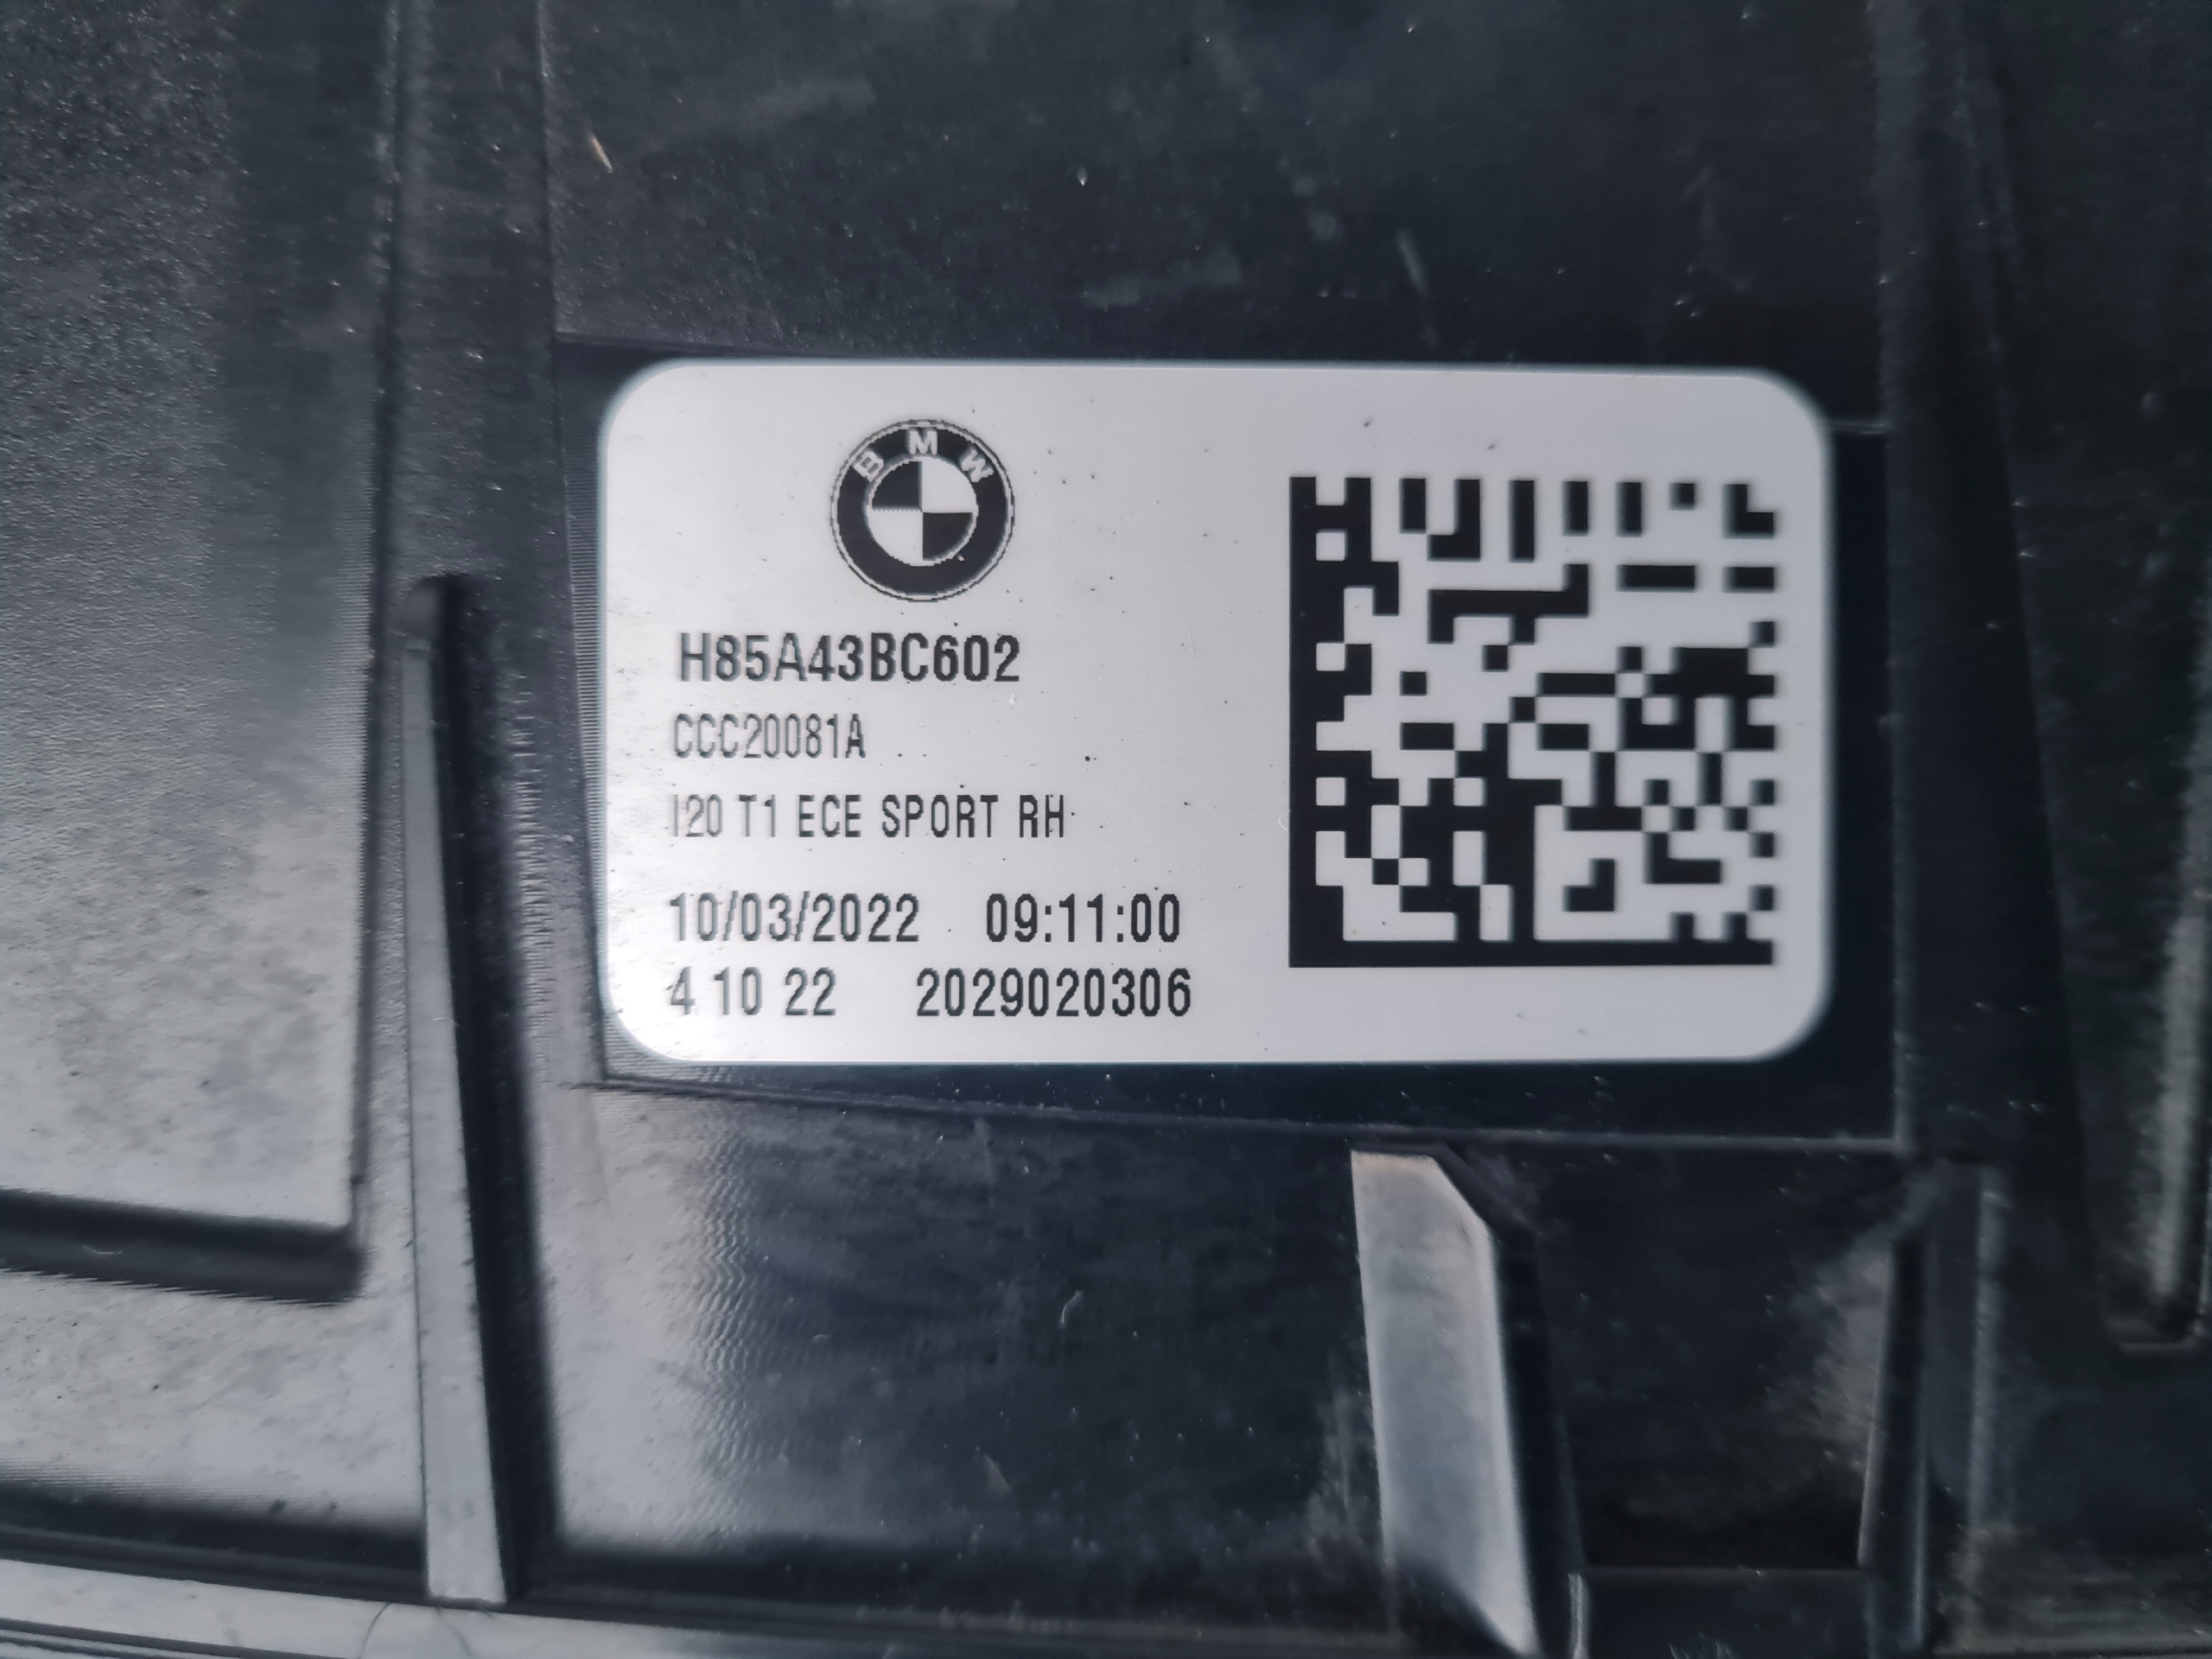 BMW
H85A43BC602
CCC20081A
I20 T1 ECE SPORT RH
10/03/2022 09:11:00
4 10 22 2029020306